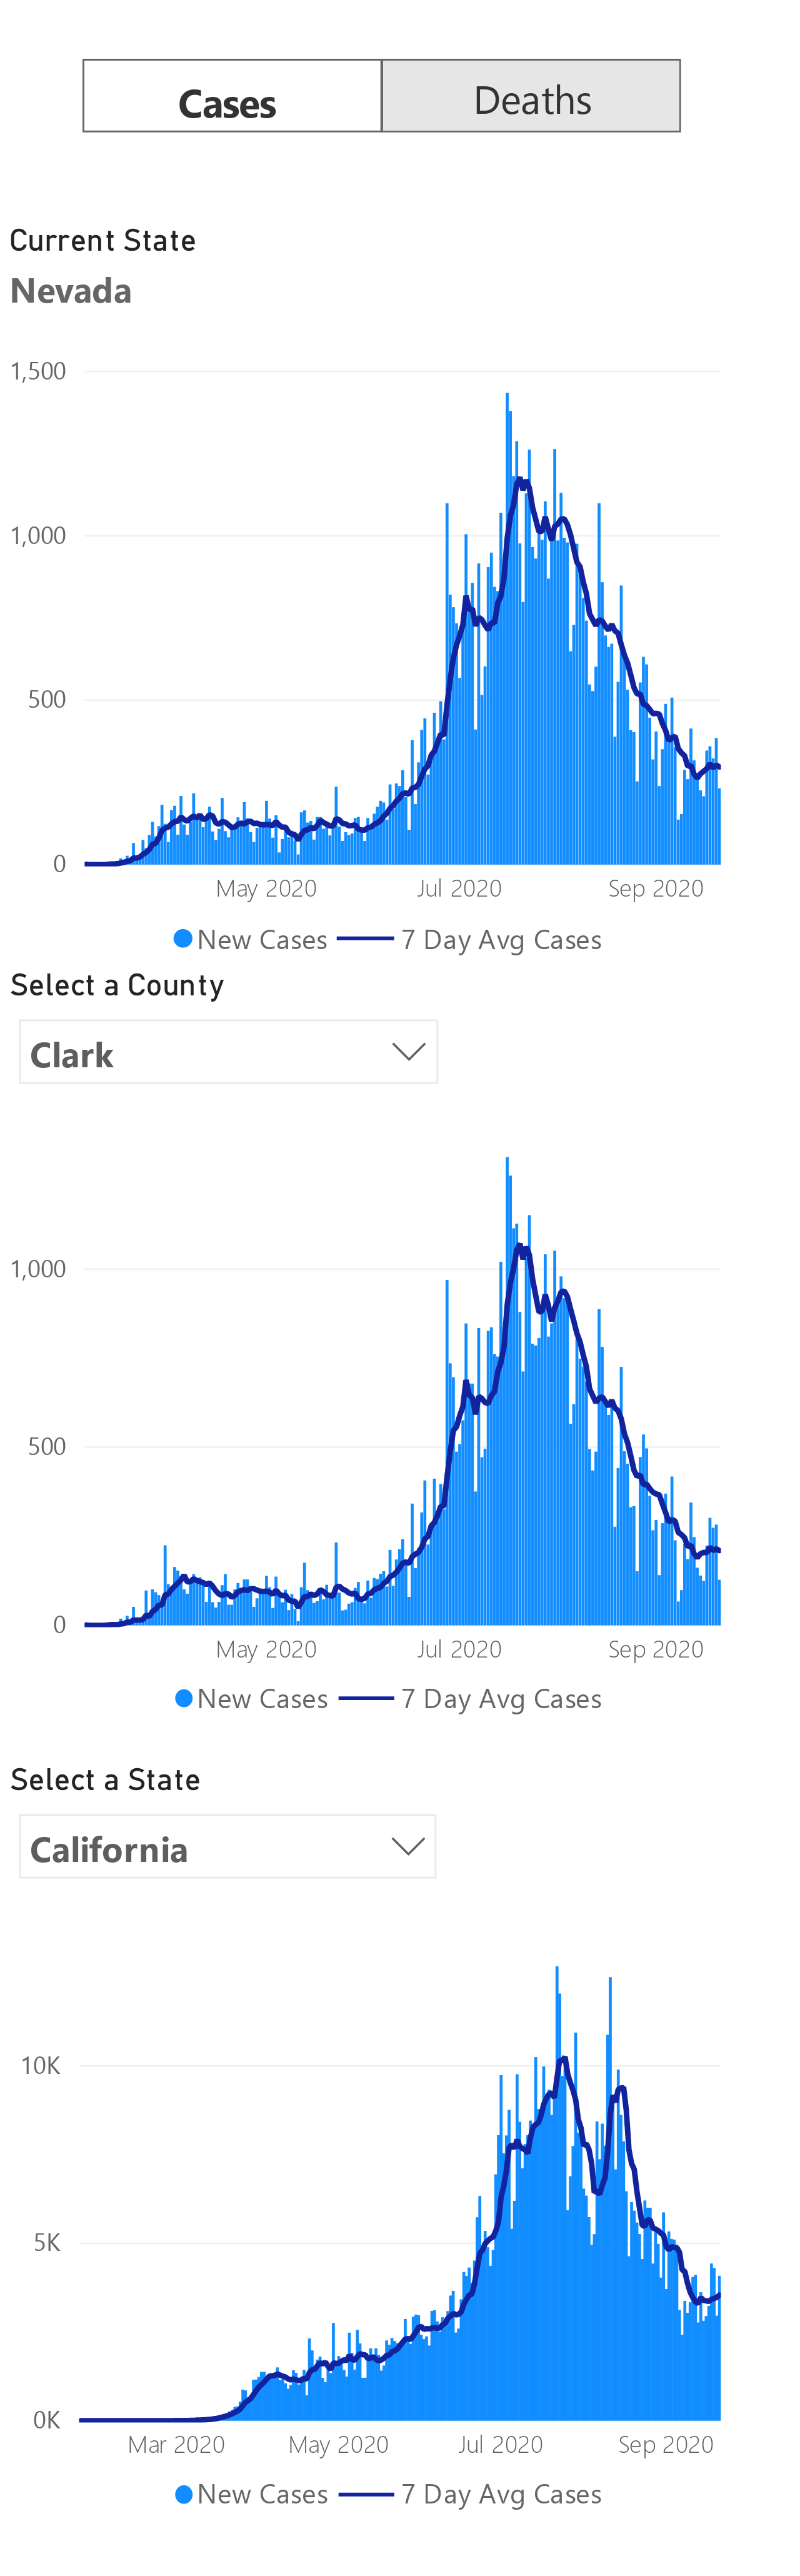 Cases Deaths
Current State
Nevada
1,500
1,000
500
0
May 2020 Jul 2020 Sep 2020
New Cases 7 Day Avg Cases
Select a County
Clark
1,000
500
0
May 2020 Jul 2020 Sep 2020
New Cases 7 Day Avg Cases
Select a State
California
10K
5K
0K
Mar 2020 May 2020 Jul 2020 Sep 2020
New Cases 7 Day Avg Cases